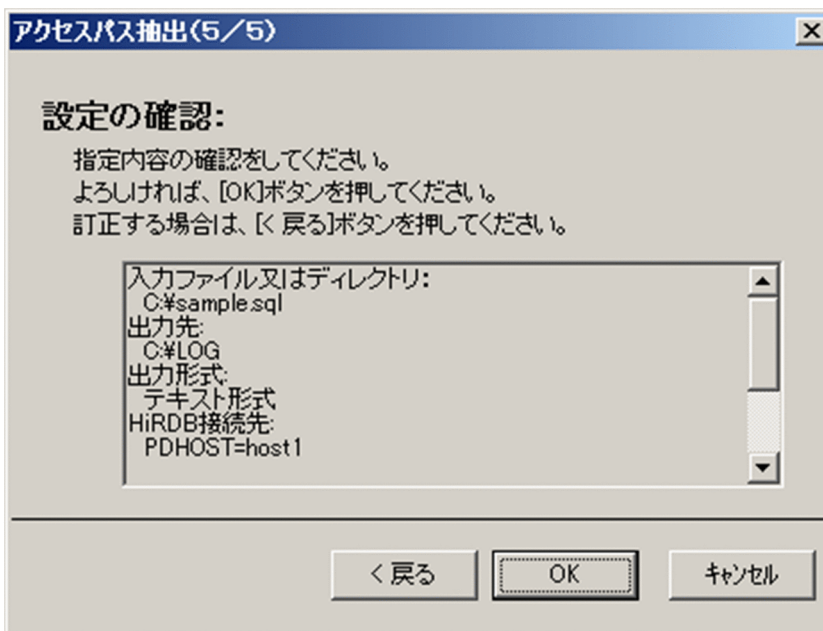 アクセスパス抽出(5／5)
設定の確認:
指定内容の確認をしてください。
よろしければ、[OK]ボタンを押してください。
訂正する場合は、[< 戻る]ボタンを押してください。
入力ファイル又はディレクトリ:
C:¥sample.sql
出力先:
C:¥LOG
出力形式:
テキスト形式
HiRDB接続先:
PDHOST=host1
< 戻る OK ｷｬﾝｾﾙ